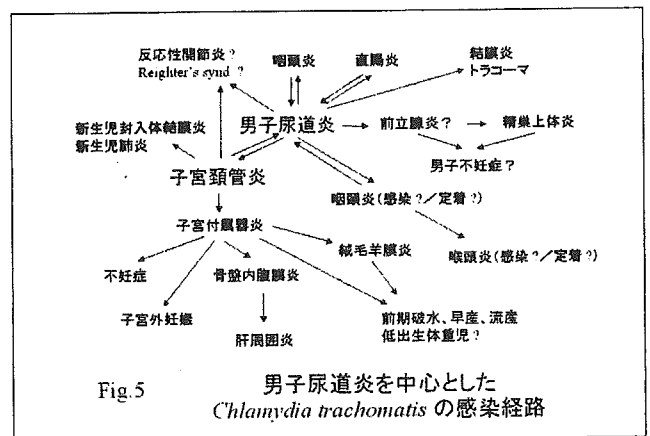 反応性関節炎？
Reighter's synd ?
咽頭炎
直腸炎
結膜炎
トラコーマ
男子尿道炎
前立腺炎？
精巣上体炎
新生児封入体結膜炎
新生児肺炎
男子不妊症？
子宮頚管炎
咽頭炎（感染？／定着？）
子宮付属器炎
絨毛羊膜炎
喉頭炎（感染？／定着？）
不妊症
骨盤内腹膜炎
子宮外妊娠
前期破水、早産、流産
低出生体重児？
肝周囲炎
Fig.5
男子尿道炎を中心とした
Chlamydia trachomatis の感染経路